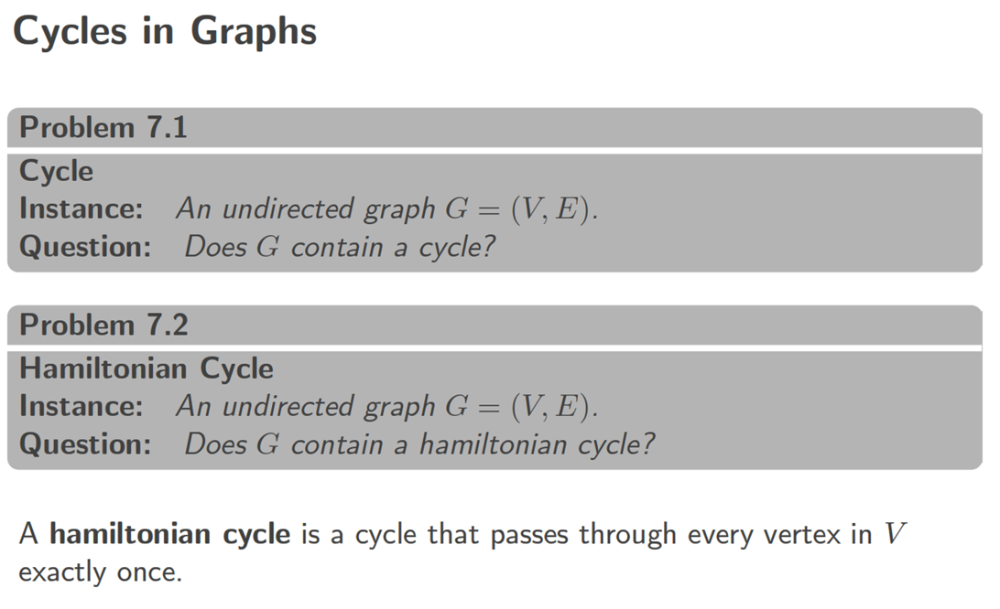 Cycles in Graphs
Problem 7.1
Cycle
Instance: An undirected graph G = (V, E).
Question: Does G contain a cycle?
Problem 7.2
Hamiltonian Cycle
Instance: An undirected graph G = (V, E).
Question: Does G contain a hamiltonian cycle?
A hamiltonian cycle is a cycle that passes through every vertex in V
exactly once.